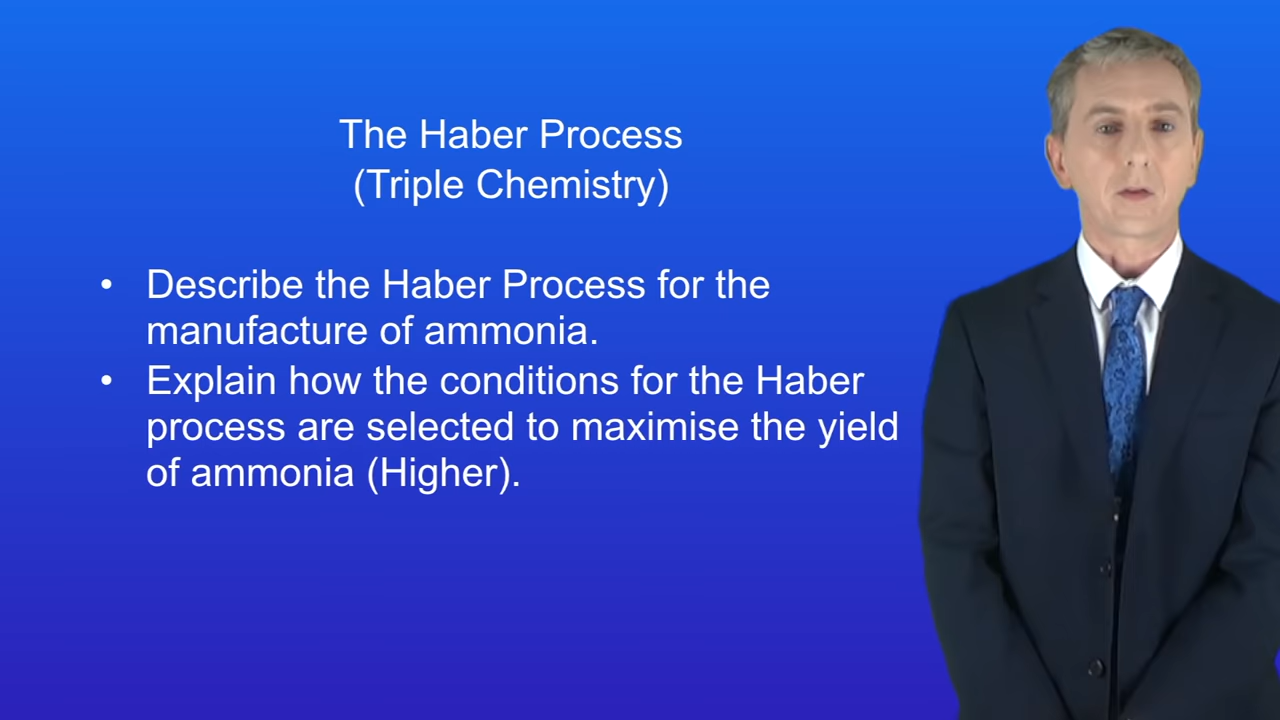 The Haber Process
(Triple Chemistry)
• Describe the Haber Process for the
manufacture of ammonia.
• Explain how the conditions for the Haber
process are selected to maximise the yield
of ammonia (Higher).